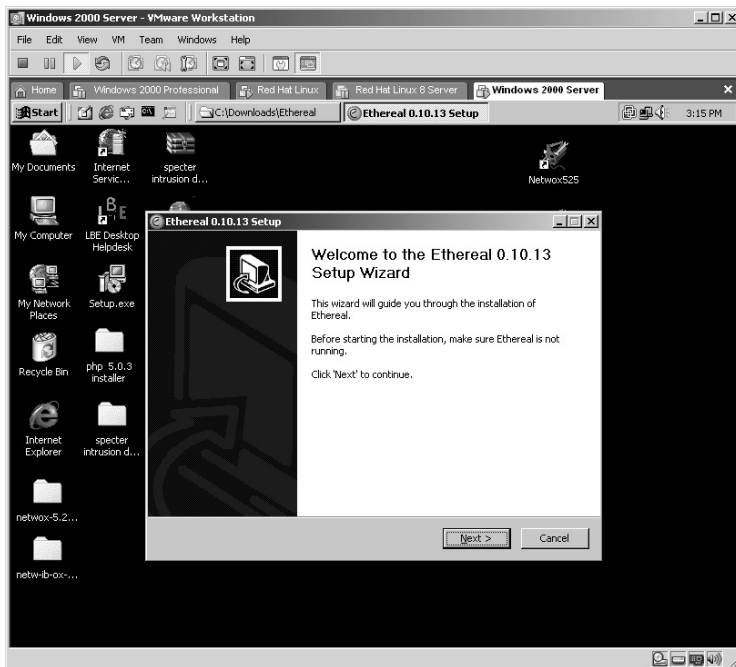 Windows 2000 Server - VMware Workstation
File Edit View VM Team Windows Help
Home Windows 2000 Professional Red Hat Linux Red Hat Linux 8 Server Windows 2000 Server
Start C:\Downloads\Ethereal Ethereal 0.10.13 Setup 3:15 PM
My Documents
Internet Servic...
specter intrusion d...
Netwox525
My Computer
LBE Desktop Helpdesk
My Network Places
Setup.exe
Recycle Bin
php 5.0.3 installer
Internet Explorer
specter intrusion d...
netwox-5.2...
netw-ib-ox-...
Ethereal 0.10.13 Setup
Welcome to the Ethereal 0.10.13
Setup Wizard
This wizard will guide you through the installation of
Ethereal.
Before starting the installation, make sure Ethereal is not
running.
Click 'Next' to continue.
Next > Cancel